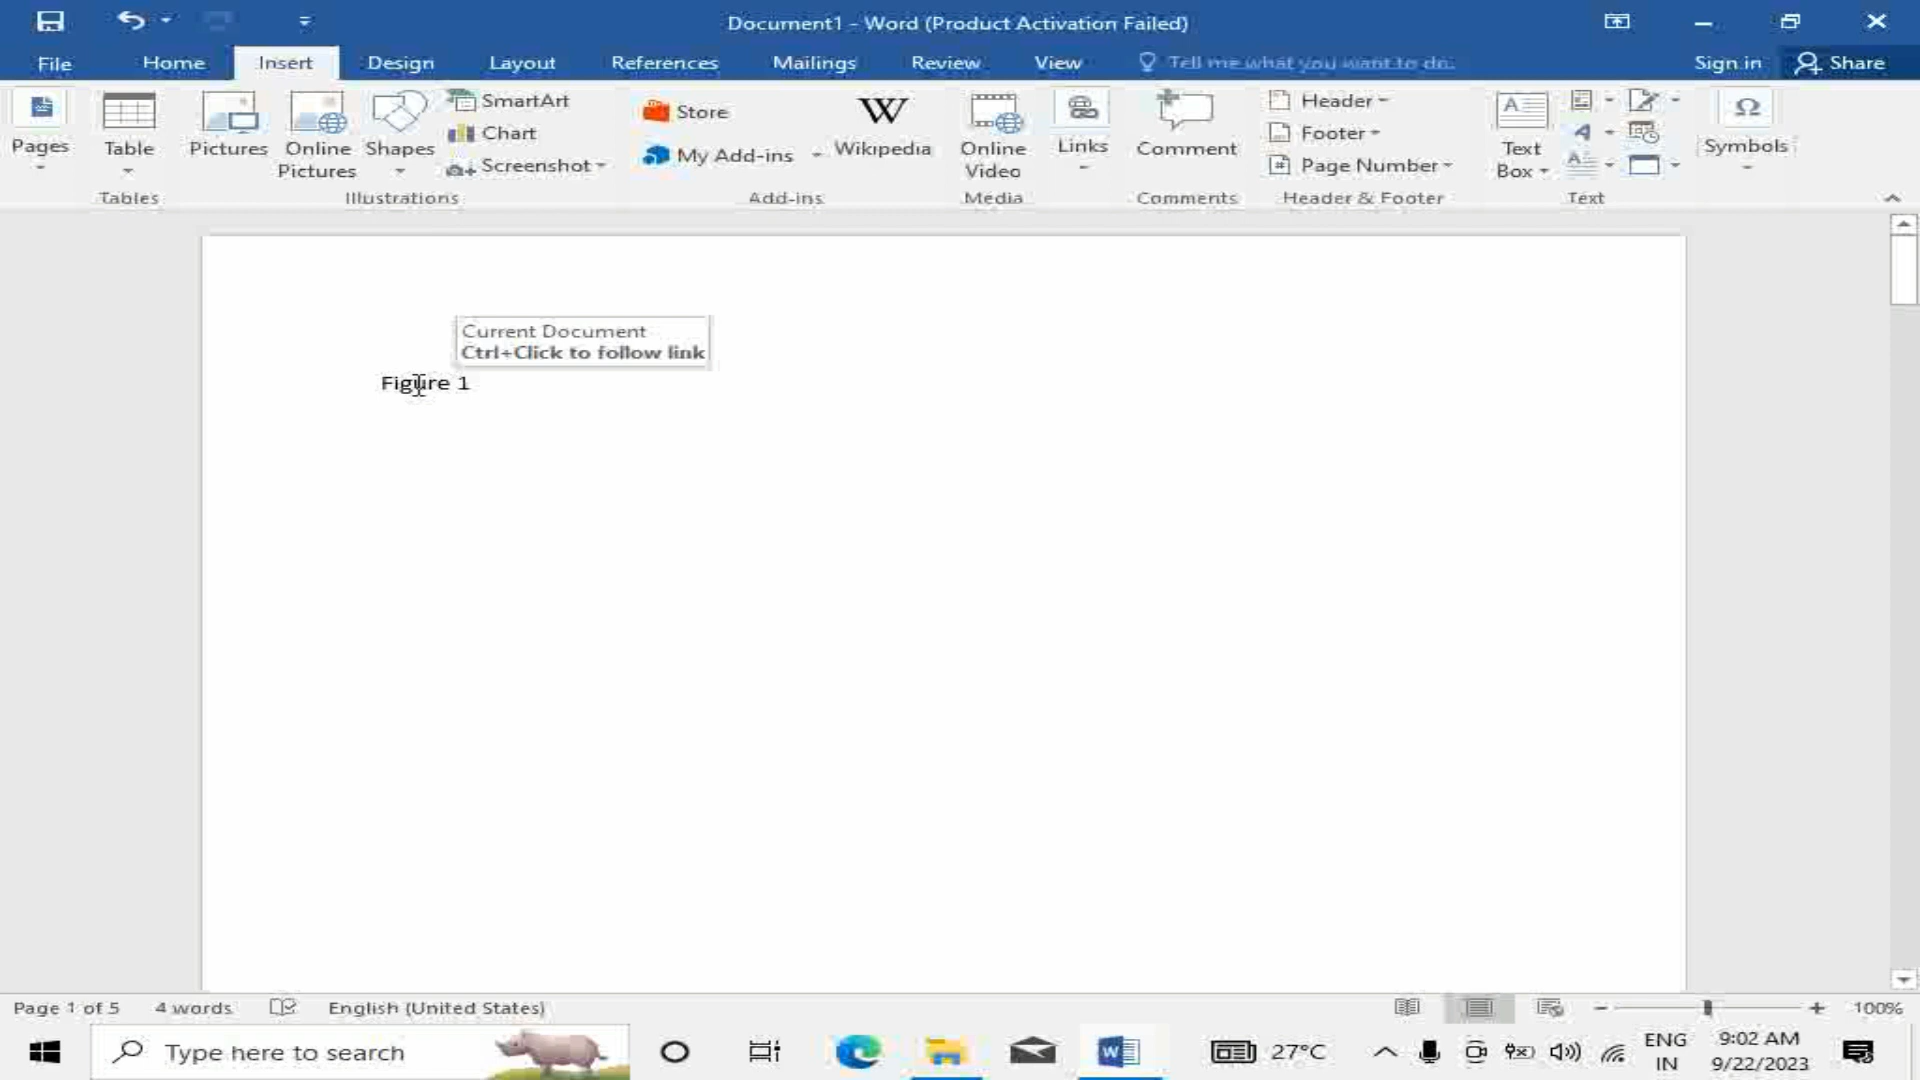 Document1 - Word (Product Activation Failed)
File Home Insert Design Layout References Mailings Review View Tell me what you want to do. Sign in Share
Pages
Table
Tables
Pictures
Online Pictures
Shapes
SmartArt
Chart
Screenshot
Illustrations
Store
My Add-ins
Wikipedia
Add-ins
Online Video
Media
Links
Comment
Comments
Header
Footer
Page Number
Header & Footer
Text Box
Text
Symbols
Current Document
Ctrl+Click to follow link
Figure 1
Page 1 of 5 4 words English (United States) 100%
Type here to search 27°C ENG IN 9:02 AM 9/22/2023